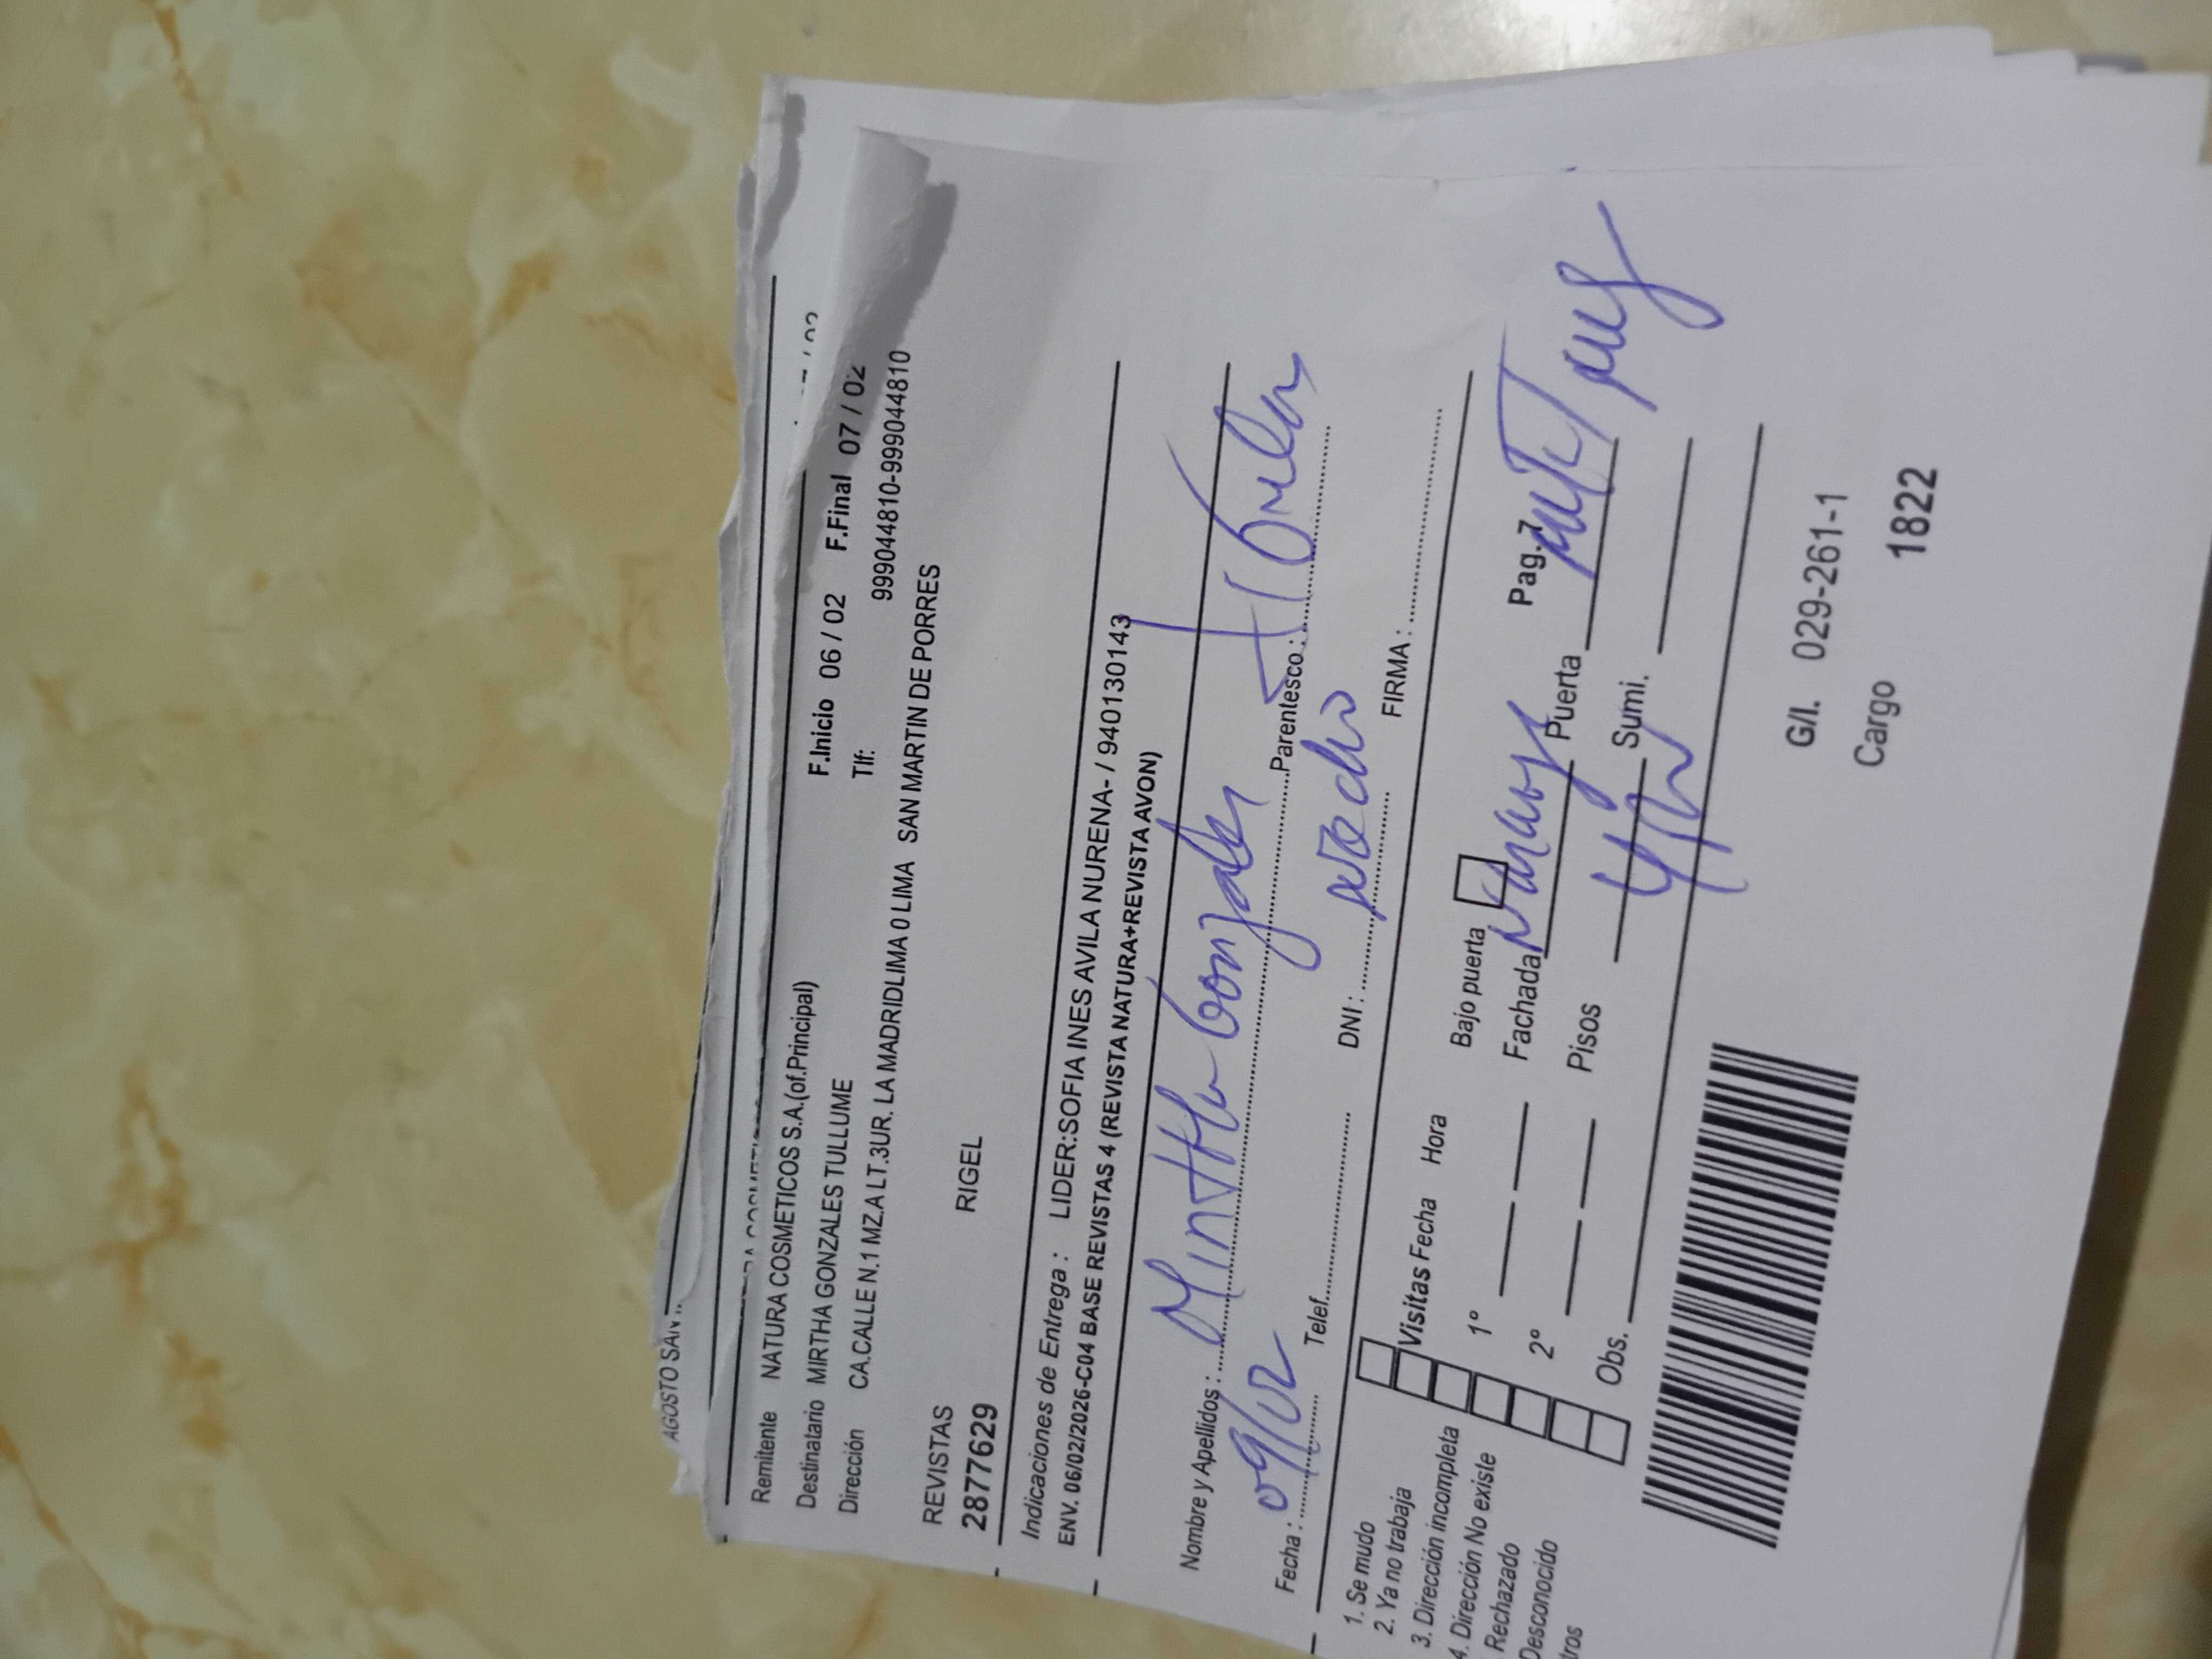 AGOSTO SAN
Remitente NATURA COSMETICOS S.A.(of.Principal) F.Inicio 06 / 02 F.Final 07 / 02
Destinatario MIRTHA GONZALES TULLUME Tlf: 999044810-999044810
Dirección CA.CALLE N.1 MZ.A LT.3UR. LA MADRIDLIMA 0 LIMA SAN MARTIN DE PORRES
REVISTAS
2877629 RIGEL
Indicaciones de Entrega : LIDER:SOFIA INES AVILA NURENA- / 940130143
ENV. 06/02/2026-C04 BASE REVISTAS 4 (REVISTA NATURA+REVISTA AVON)
Nombre y Apellidos : Parentesco :
Fecha : 09/02 Telef. DNI : FIRMA :
1. Se mudo
2. Ya no trabaja
3. Dirección incompleta
4. Dirección No existe
Rechazado
Desconocido
tros
Visitas Fecha Hora Bajo puerta Pag.7
1° Fachada Puerta
2° Pisos Sumi.
Obs.
G/I. 029-261-1
Cargo 1822